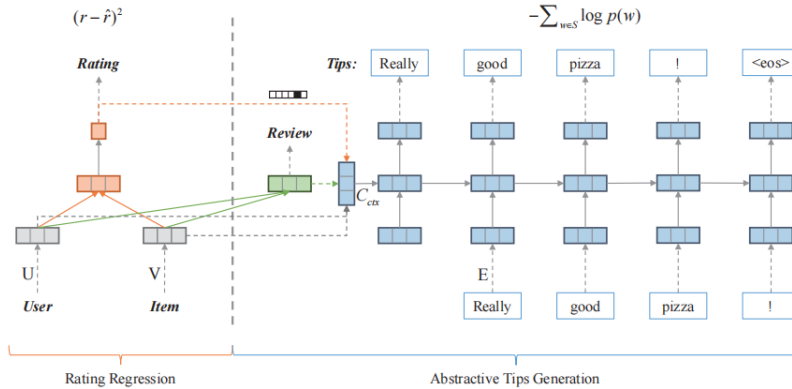 (r − r̂)²
−∑_{w∈S} log p(w)
Rating
Tips:
Really
good
pizza
!
<eos>
Review
C_ctx
U
V
E
User
Item
Really
good
pizza
!
Rating Regression
Abstractive Tips Generation